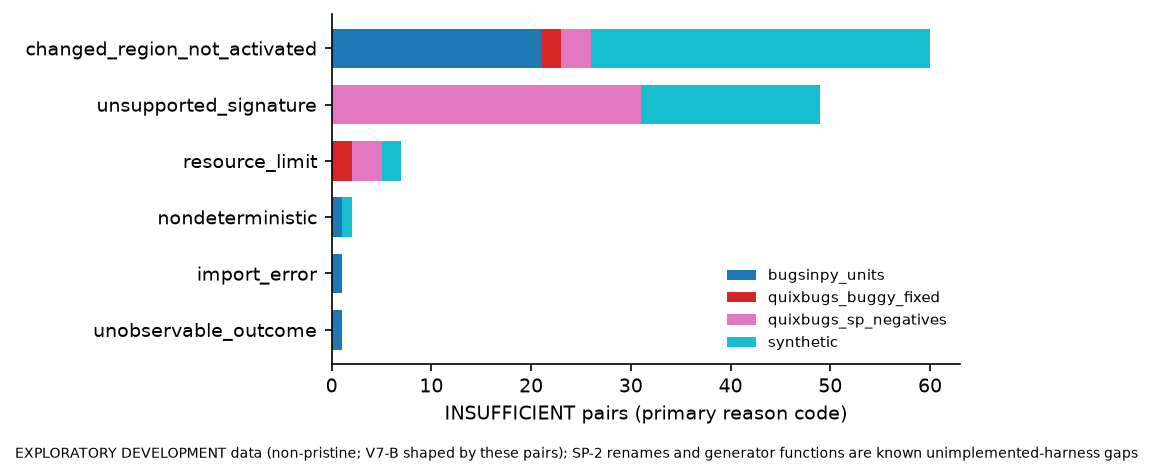 changed_region_not_activated
unsupported_signature
resource_limit
nondeterministic
import_error
unobservable_outcome
bugsinpy_units
quixbugs_buggy_fixed
quixbugs_sp_negatives
synthetic
0 10 20 30 40 50 60
INSUFFICIENT pairs (primary reason code)
EXPLORATORY DEVELOPMENT data (non-pristine; V7-B shaped by these pairs); SP-2 renames and generator functions are known unimplemented-harness gaps